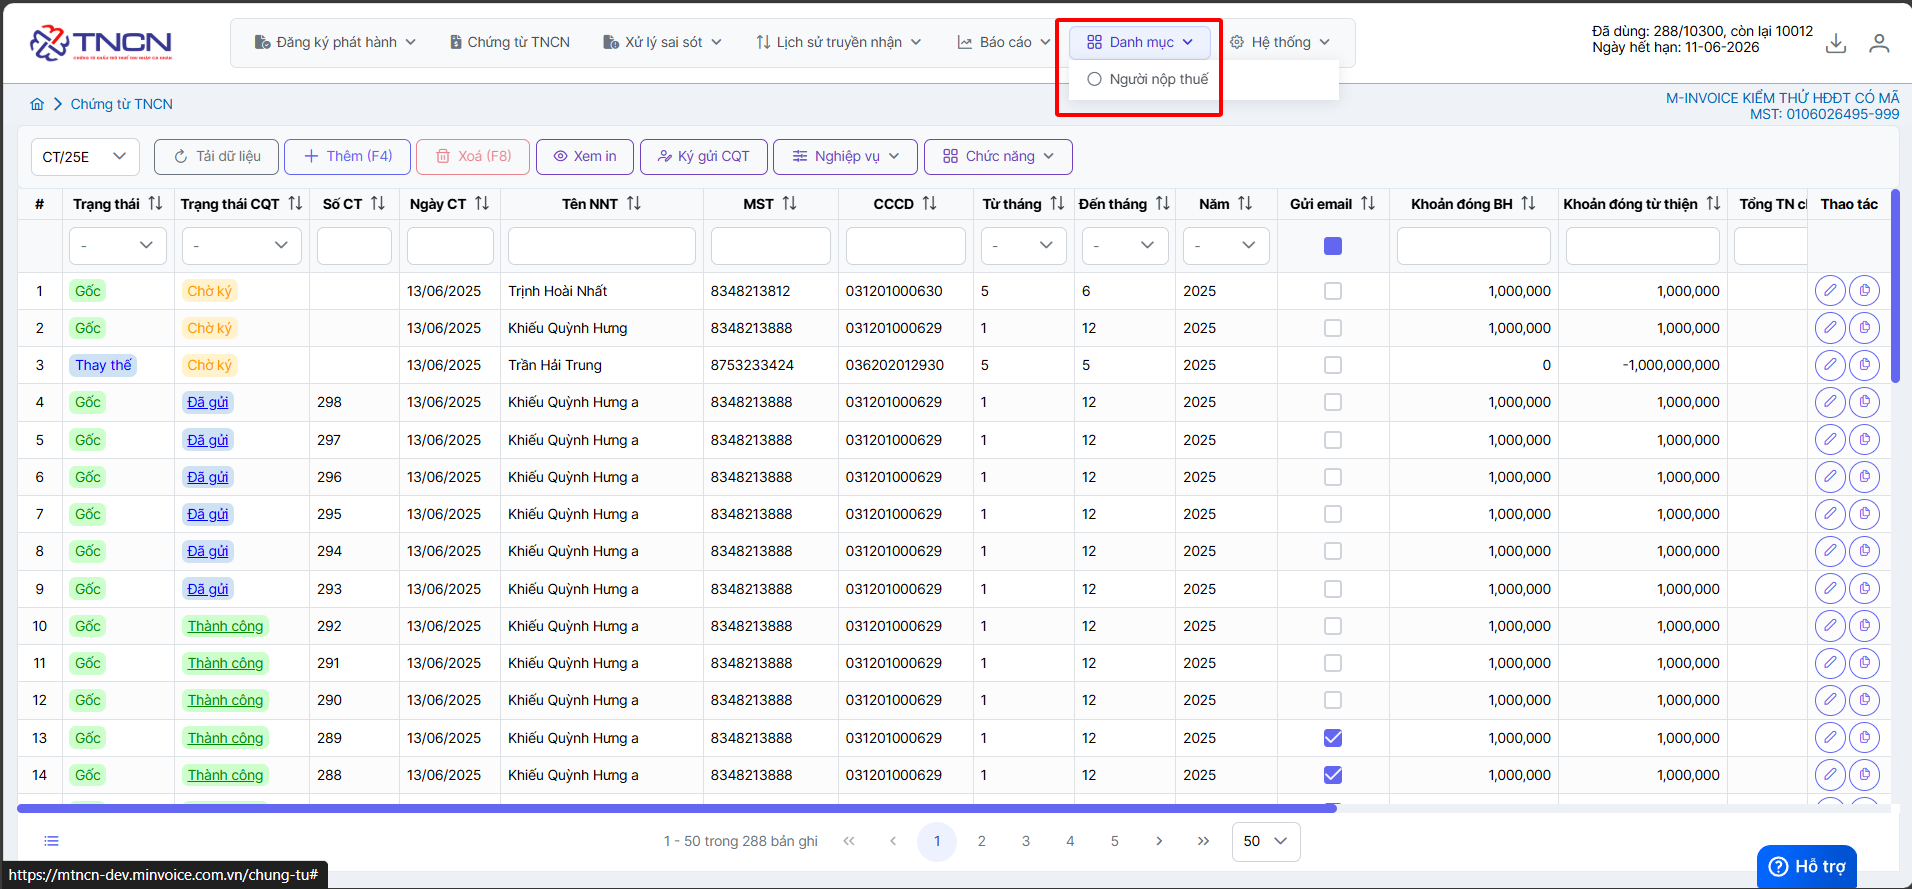 TNCN
Đăng ký phát hành
Chứng từ TNCN
Xử lý sai sót
Lịch sử truyền nhận
Báo cáo
Danh mục
Hệ thống
Người nộp thuế
Đã dùng: 288/10300, còn lại 10012
Ngày hết hạn: 11-06-2026
Chứng từ TNCN
M-INVOICE KIỂM THỬ HĐĐT CÓ MÃ
MST: 0106026495-999
CT/25E
Tải dữ liệu
Thêm (F4)
Xoá (F8)
Xem in
Ký gửi CQT
Nghiệp vụ
Chức năng
# Trạng thái Trạng thái CQT Số CT Ngày CT Tên NNT MST CCCD Từ tháng Đến tháng Năm Gửi email Khoản đóng BH Khoản đóng từ thiện Tổng TN Thao tác
- - - - -
1 Gốc Chờ ký 13/06/2025 Trịnh Hoài Nhất 8348213812 031201000630 5 6 2025 1,000,000 1,000,000
2 Gốc Chờ ký 13/06/2025 Khiếu Quỳnh Hưng 8348213888 031201000629 1 12 2025 1,000,000 1,000,000
3 Thay thế Chờ ký 13/06/2025 Trần Hải Trung 8753233424 036202012930 5 5 2025 0 -1,000,000,000
4 Gốc Đã gửi 298 13/06/2025 Khiếu Quỳnh Hưng a 8348213888 031201000629 1 12 2025 1,000,000 1,000,000
5 Gốc Đã gửi 297 13/06/2025 Khiếu Quỳnh Hưng a 8348213888 031201000629 1 12 2025 1,000,000 1,000,000
6 Gốc Đã gửi 296 13/06/2025 Khiếu Quỳnh Hưng a 8348213888 031201000629 1 12 2025 1,000,000 1,000,000
7 Gốc Đã gửi 295 13/06/2025 Khiếu Quỳnh Hưng a 8348213888 031201000629 1 12 2025 1,000,000 1,000,000
8 Gốc Đã gửi 294 13/06/2025 Khiếu Quỳnh Hưng a 8348213888 031201000629 1 12 2025 1,000,000 1,000,000
9 Gốc Đã gửi 293 13/06/2025 Khiếu Quỳnh Hưng a 8348213888 031201000629 1 12 2025 1,000,000 1,000,000
10 Gốc Thành công 292 13/06/2025 Khiếu Quỳnh Hưng a 8348213888 031201000629 1 12 2025 1,000,000 1,000,000
11 Gốc Thành công 291 13/06/2025 Khiếu Quỳnh Hưng a 8348213888 031201000629 1 12 2025 1,000,000 1,000,000
12 Gốc Thành công 290 13/06/2025 Khiếu Quỳnh Hưng a 8348213888 031201000629 1 12 2025 1,000,000 1,000,000
13 Gốc Thành công 289 13/06/2025 Khiếu Quỳnh Hưng a 8348213888 031201000629 1 12 2025 1,000,000 1,000,000
14 Gốc Thành công 288 13/06/2025 Khiếu Quỳnh Hưng a 8348213888 031201000629 1 12 2025 1,000,000 1,000,000
1 - 50 trong 288 bản ghi
1 2 3 4 5
50
https://mtncn-dev.minvoice.com.vn/chung-tu#
Hỗ trợ